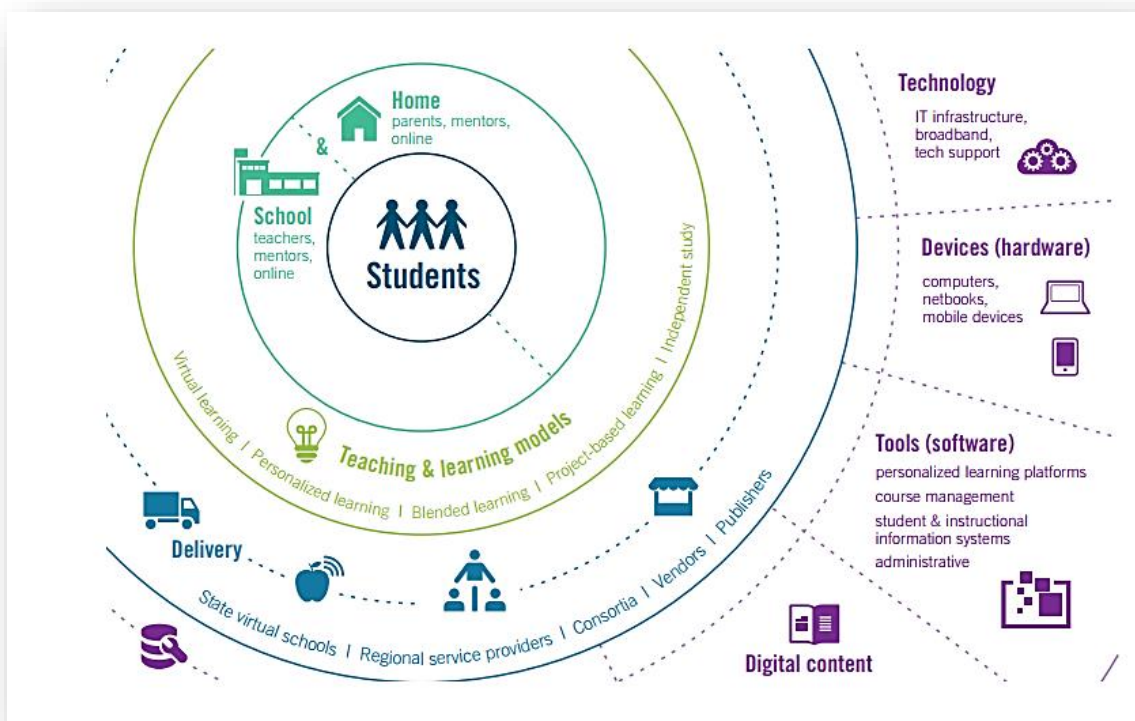 Home
parents, mentors,
online
&
School
teachers,
mentors,
online
Students
Teaching & learning models
Virtual learning I Personalized learning I Blended learning I Project-based learning I Independent study
Delivery
State virtual schools I Regional service providers I Consortia I Vendors I Publishers
Technology
IT infrastructure,
broadband,
tech support
Devices (hardware)
computers,
netbooks,
mobile devices
Tools (software)
personalized learning platforms
course management
student & instructional
information systems
administrative
Digital content